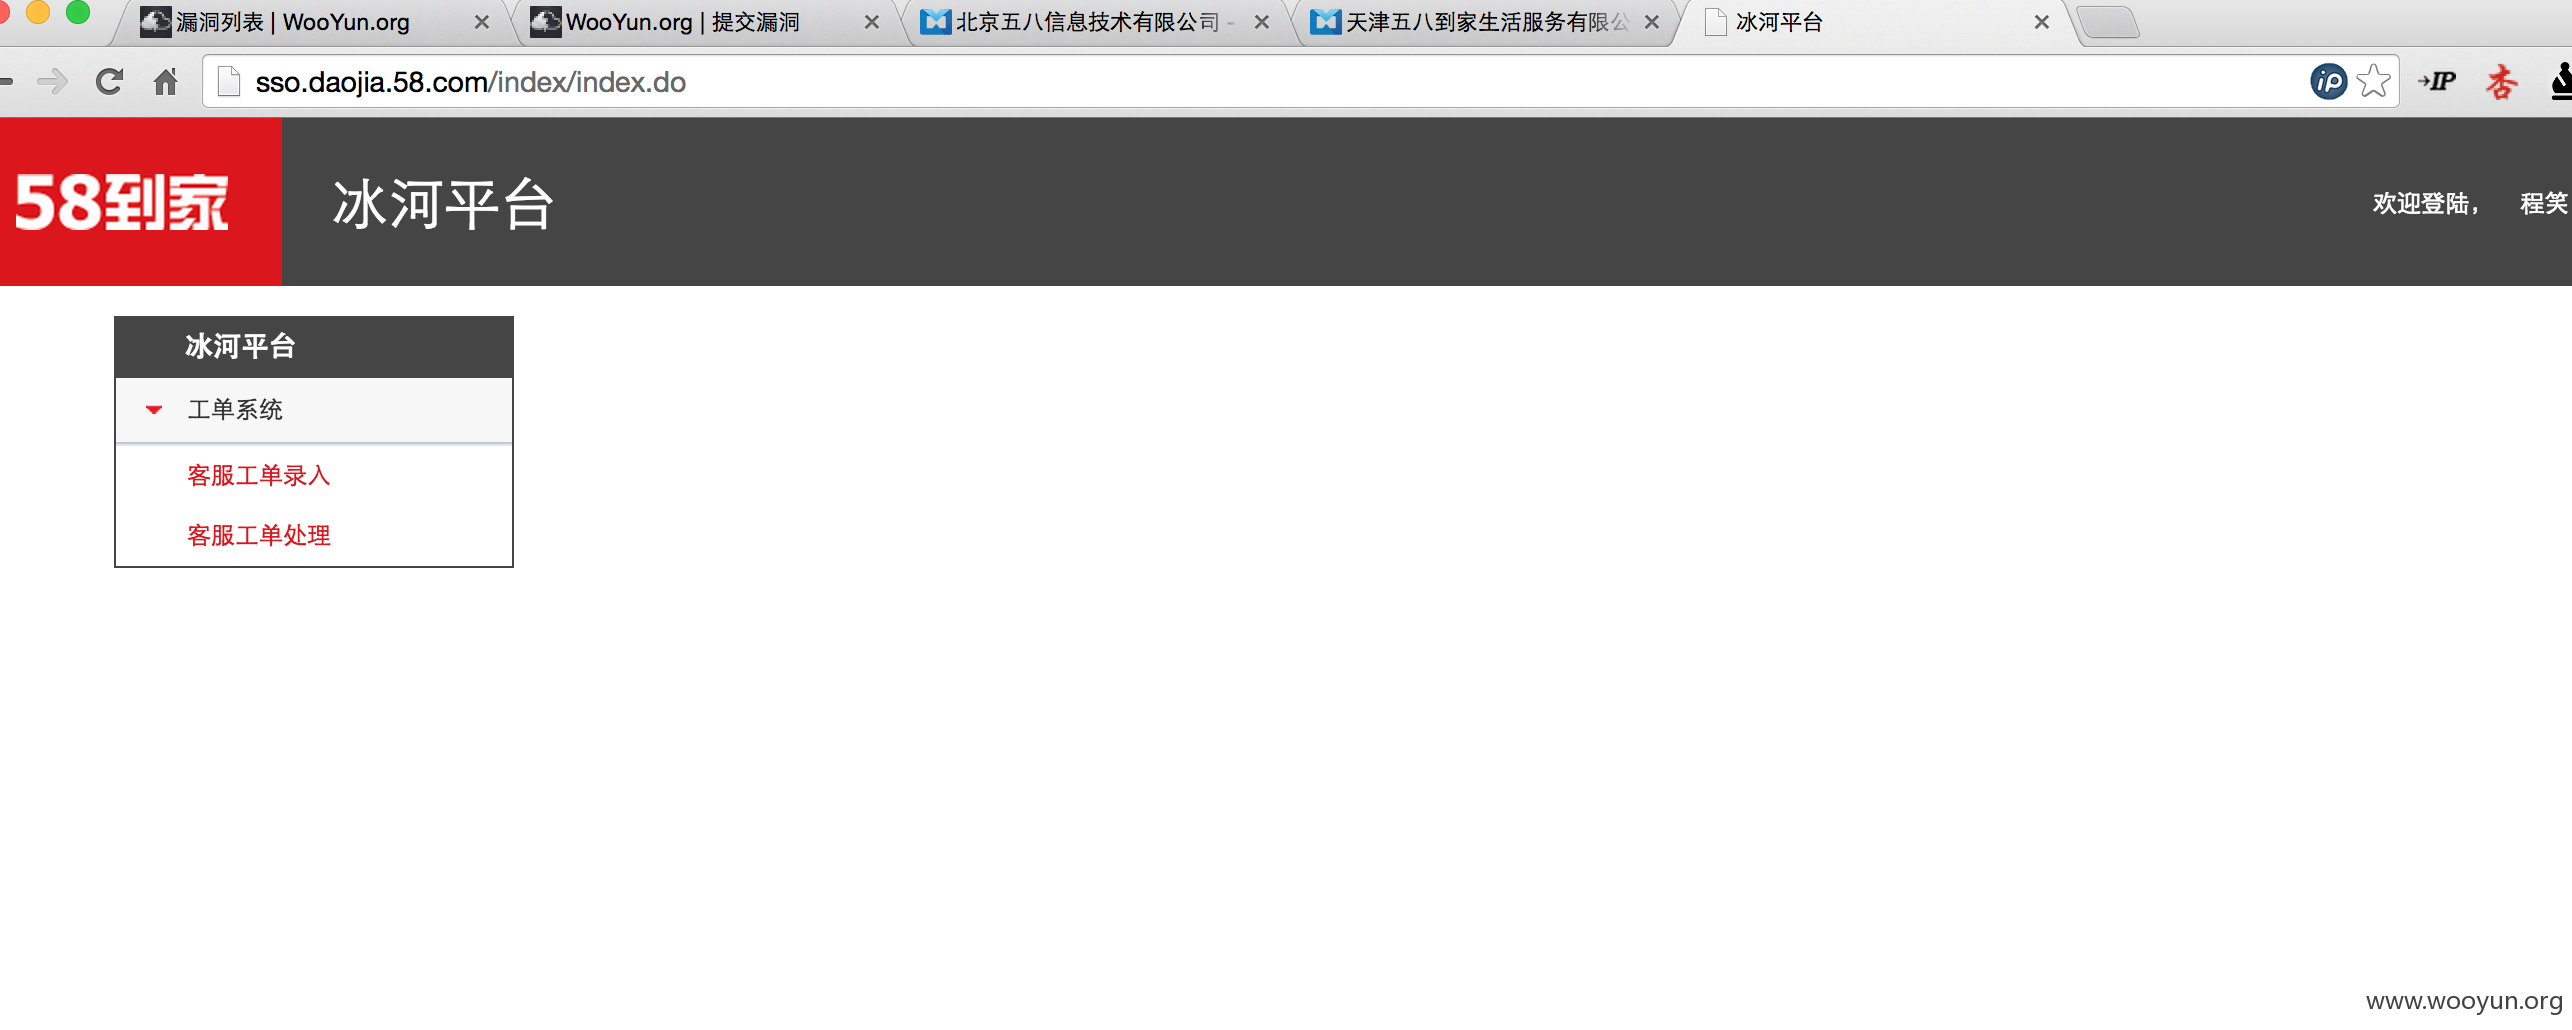 漏洞列表 | WooYun.org
WooYun.org | 提交漏洞
北京五八信息技术有限公司 -
天津五八到家生活服务有限公
冰河平台
sso.daojia.58.com/index/index.do
ip
IP
杏
58到家
冰河平台
欢迎登陆， 程笑
冰河平台
工单系统
客服工单录入
客服工单处理
www.wooyun.org